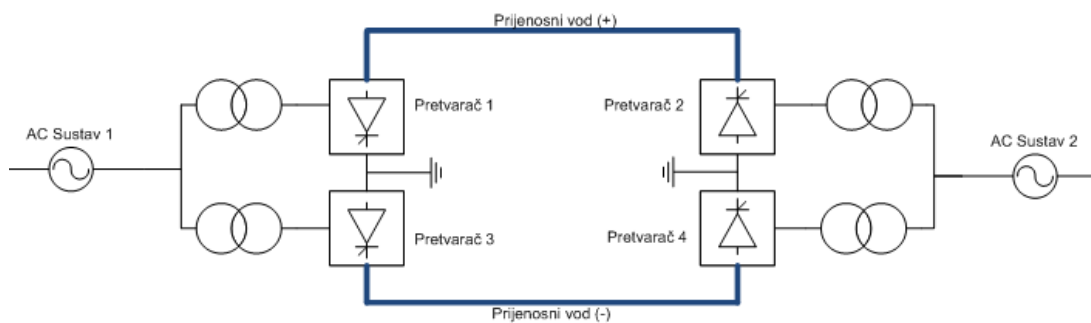 Prijenosni vod (+)
Pretvarač 1
Pretvarač 2
AC Sustav 1
AC Sustav 2
Pretvarač 3
Pretvarač 4
Prijenosni vod (-)